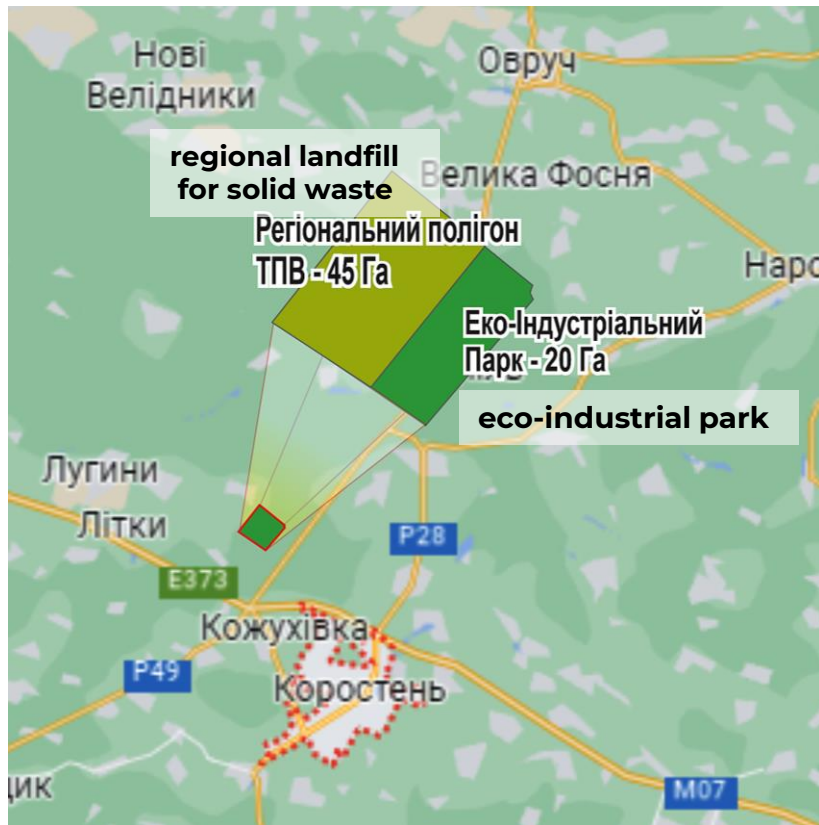 Нові
Велідники
Овруч
regional landfill
for solid waste
Велика Фосня
Регіональний полігон
ТПВ - 45 Га
Наро
Еко-Індустріальний
Парк - 20 Га
eco-industrial park
Лугини
Літки
P28
E373
Кожухівка
P49
Коростень
M07
щик